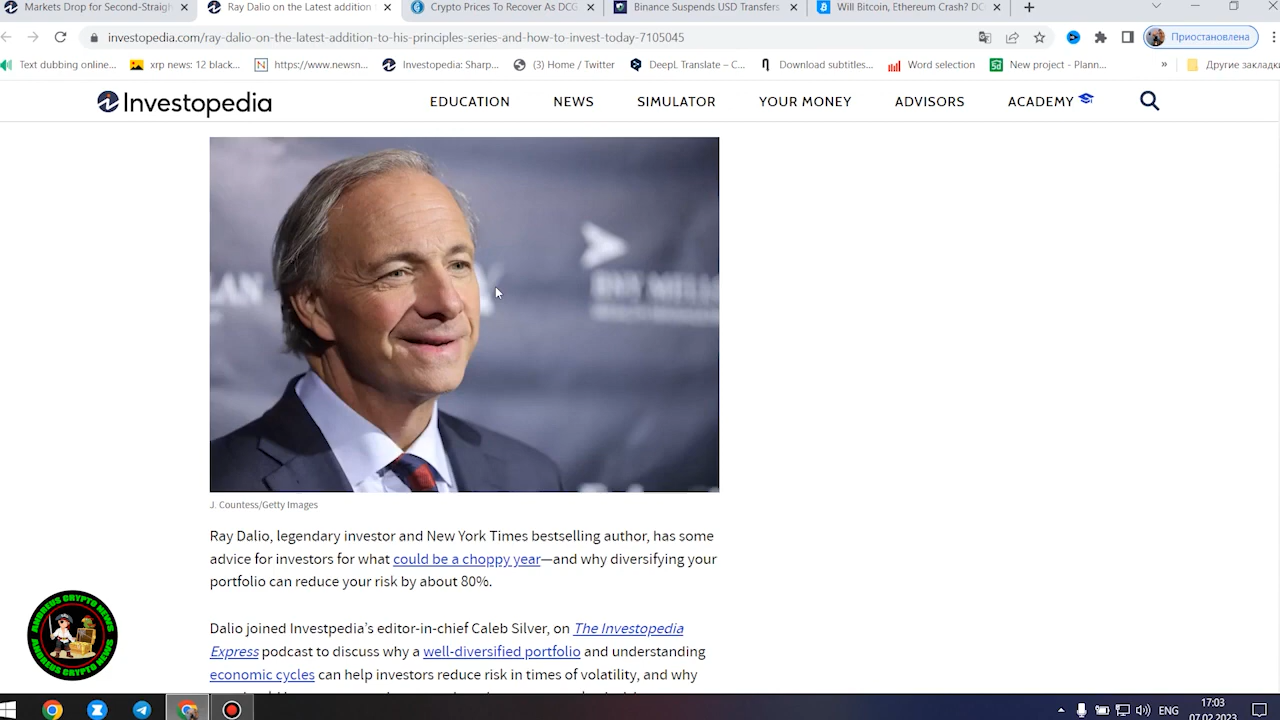 Markets Drop for Second-Straigh
Ray Dalio on the Latest addition
Crypto Prices To Recover As DCG
Binance Suspends USD Transfers
Will Bitcoin, Ethereum Crash? DC
investopedia.com/ray-dalio-on-the-latest-addition-to-his-principles-series-and-how-to-invest-today-7105045
Приостановлена
Text dubbing online...
xrp news: 12 black...
https://www.newsn...
Investopedia: Sharp...
(3) Home / Twitter
DeepL Translate – C...
Download subtitles...
Word selection
New project - Plann...
»
Другие закладки
Investopedia
EDUCATION
NEWS
SIMULATOR
YOUR MONEY
ADVISORS
ACADEMY
J. Countess/Getty Images
Ray Dalio, legendary investor and New York Times bestselling author, has some
advice for investors for what could be a choppy year—and why diversifying your
portfolio can reduce your risk by about 80%.
Dalio joined Investpedia's editor-in-chief Caleb Silver, on The Investopedia
Express podcast to discuss why a well-diversified portfolio and understanding
economic cycles can help investors reduce risk in times of volatility, and why
ANDREUS CRYPTO NEWS
ANDREUS CRYPTO NEWS
ENG
17:03
07.02.2023